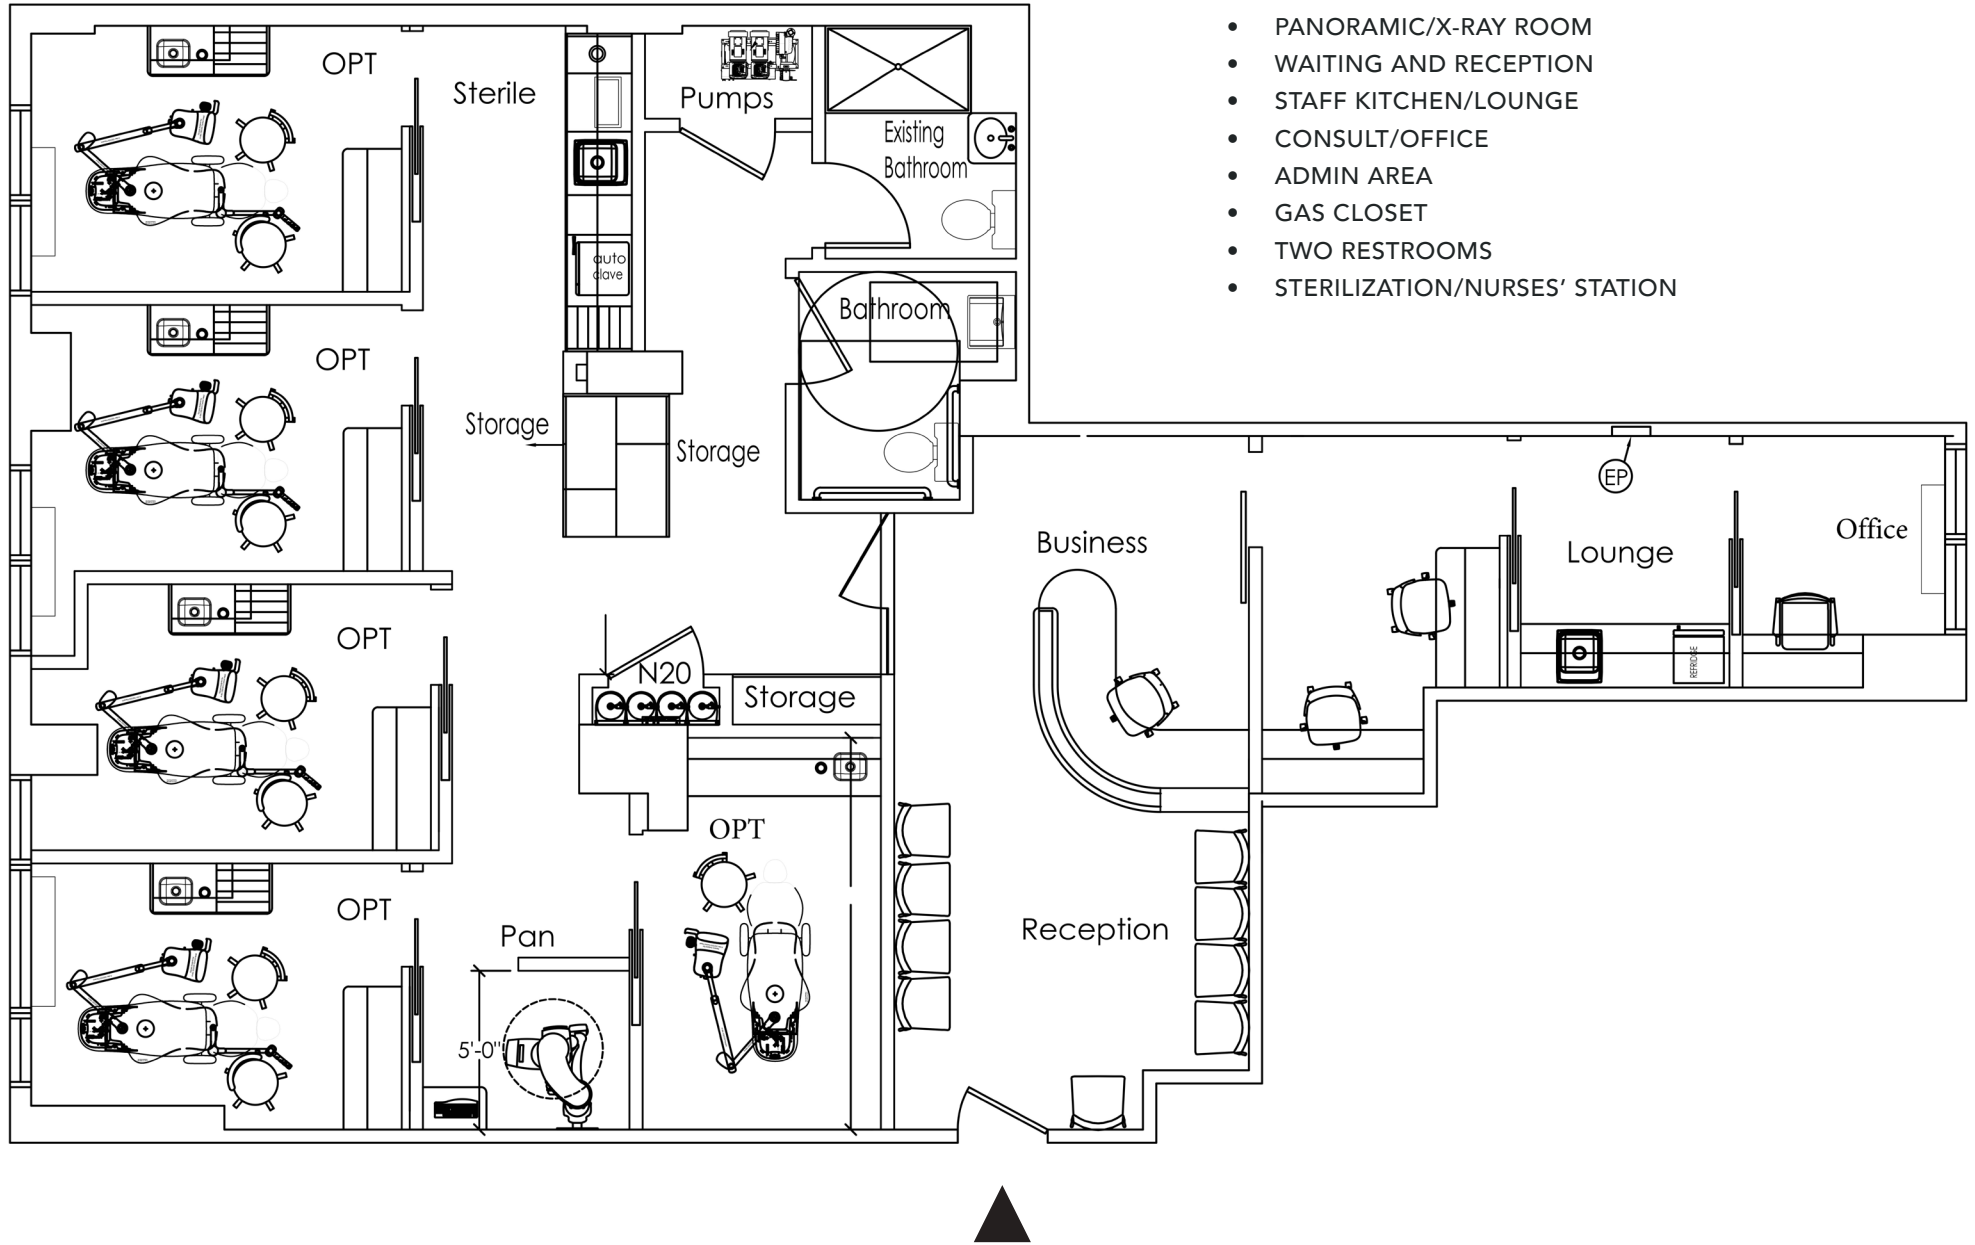 • PANORAMIC/X-RAY ROOM
• WAITING AND RECEPTION
• STAFF KITCHEN/LOUNGE
• CONSULT/OFFICE
• ADMIN AREA
• GAS CLOSET
• TWO RESTROOMS
• STERILIZATION/NURSES’ STATION
OPT
Sterile
Pumps
Existing
Bathroom
auto
clave
Bathroom
OPT
Storage
Storage
EP
Business
Lounge
Office
OPT
N20
Storage
REFRIDGE
OPT
OPT
Pan
Reception
5'-0"